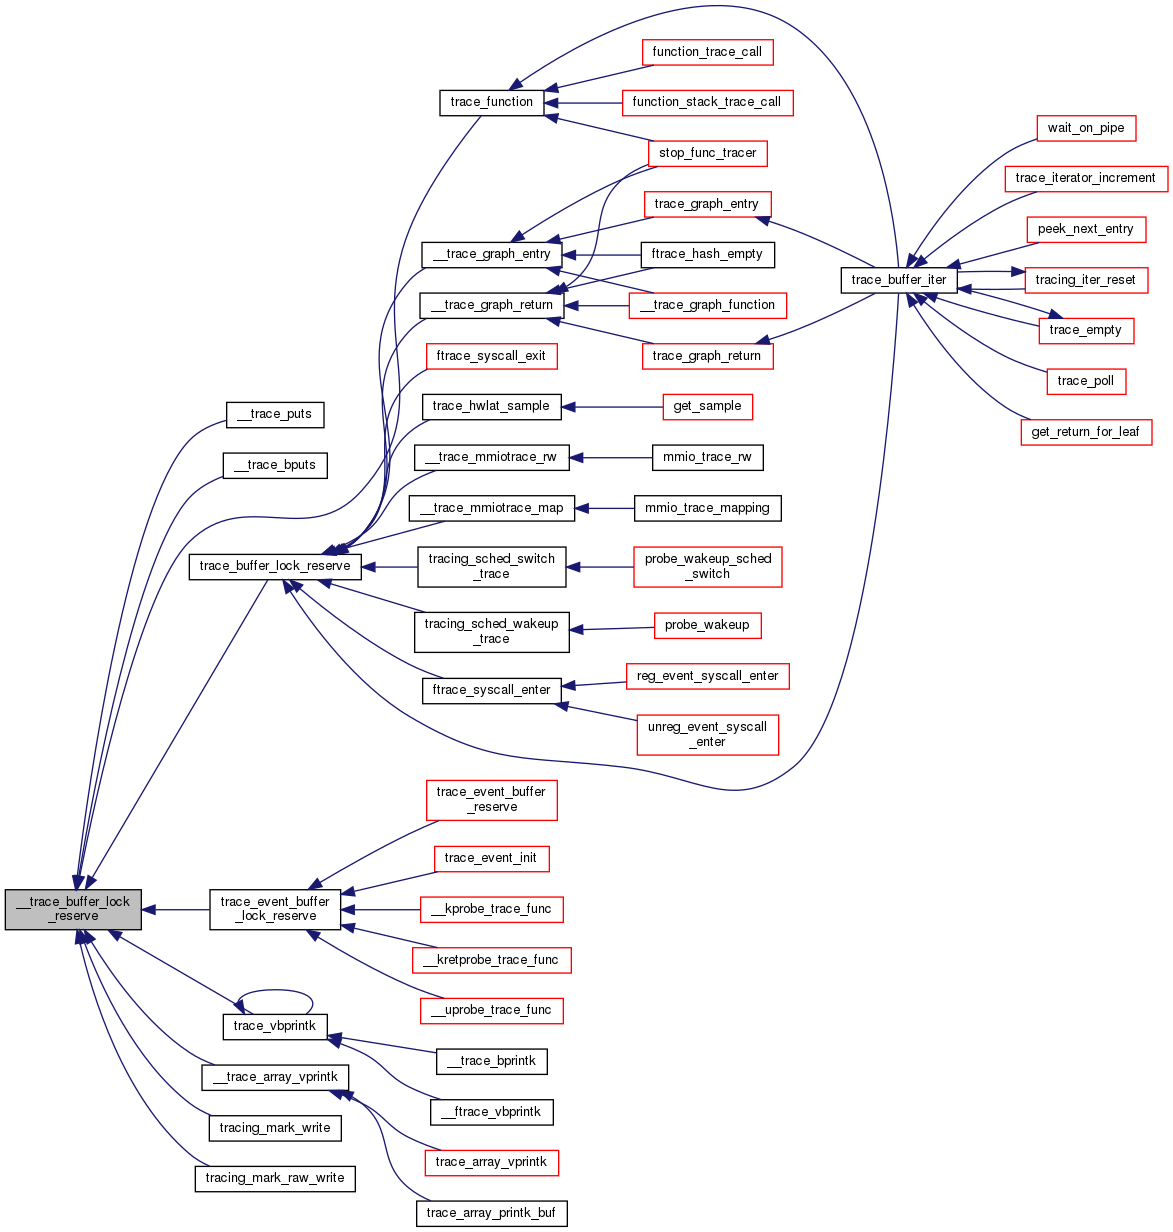 function_trace_call
trace_function
function_stack_trace_call
wait_on_pipe
stop_func_tracer
trace_iterator_increment
trace_graph_entry
peek_next_entry
__trace_graph_entry
ftrace_hash_empty
trace_buffer_iter
tracing_iter_reset
__trace_graph_return
__trace_graph_function
trace_empty
ftrace_syscall_exit
trace_graph_return
trace_poll
__trace_puts
trace_hwlat_sample
get_sample
get_return_for_leaf
__trace_bputs
__trace_mmiotrace_rw
mmio_trace_rw
__trace_mmiotrace_map
mmio_trace_mapping
trace_buffer_lock_reserve
tracing_sched_switch
_trace
probe_wakeup_sched
_switch
tracing_sched_wakeup
_trace
probe_wakeup
ftrace_syscall_enter
reg_event_syscall_enter
unreg_event_syscall
_enter
trace_event_buffer
_reserve
trace_event_init
__trace_buffer_lock
_reserve
trace_event_buffer
_lock_reserve
__kprobe_trace_func
__kretprobe_trace_func
__uprobe_trace_func
trace_vbprintk
__trace_bprintk
__trace_array_vprintk
__ftrace_vbprintk
tracing_mark_write
trace_array_vprintk
tracing_mark_raw_write
trace_array_printk_buf